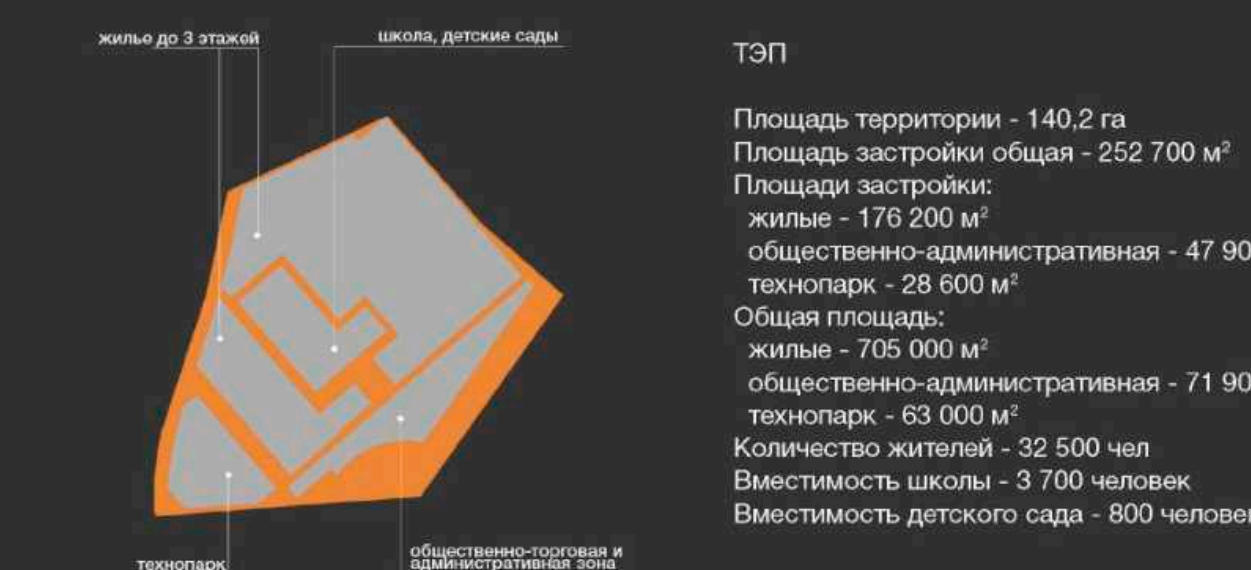 жилье до 3 этажей
школа, детские сады
технопарк
общественно-торговая и
административная зона
ТЭП
Площадь территории - 140,2 га
Площадь застройки общая - 252 700 м²
Площади застройки:
жилые - 176 200 м²
общественно-административная - 47 90
технопарк - 28 600 м²
Общая площадь:
жилые - 705 000 м²
общественно-административная - 71 90
технопарк - 63 000 м²
Количество жителей - 32 500 чел
Вместимость школы - 3 700 человек
Вместимость детского сада - 800 человек